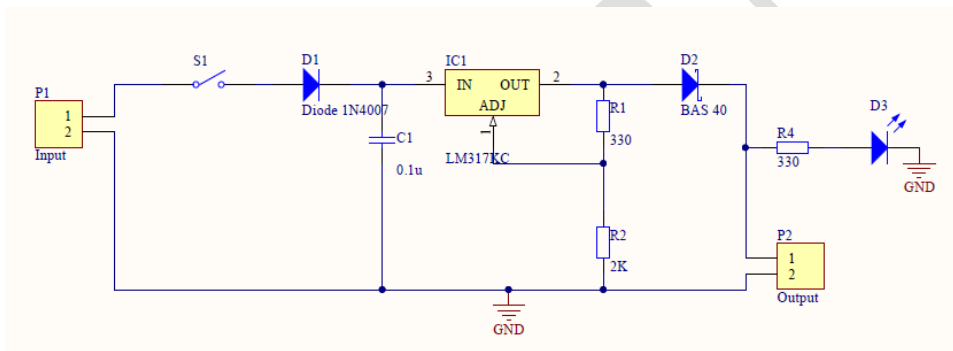 S1
D1
IC1
D2
P1
3
IN
OUT
2
1
2
ADJ
R1
D3
Diode 1N4007
BAS 40
C1
1
330
R4
Input
LM317KC
330
0.1u
GND
R2
P2
2K
1
2
Output
GND